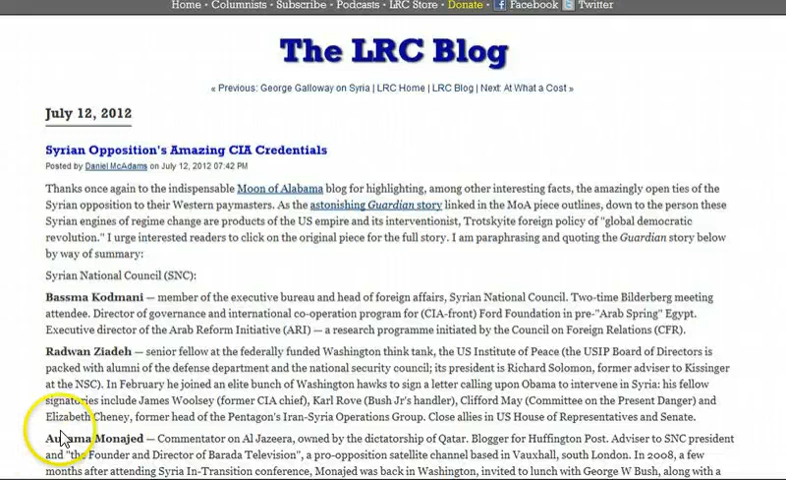 Home · Columnists · Subscribe · Podcasts · LRC Store · Donate · Facebook Twitter
The LRC Blog
« Previous: George Galloway on Syria | LRC Home | LRC Blog | Next: At What a Cost »
July 12, 2012
Syrian Opposition's Amazing CIA Credentials
Posted by Daniel McAdams on July 12, 2012 07:42 PM
Thanks once again to the indispensable Moon of Alabama blog for highlighting, among other interesting facts, the amazingly open ties of the
Syrian opposition to their Western paymasters. As the astonishing Guardian story linked in the MoA piece outlines, down to the person these
Syrian engines of regime change are products of the US empire and its interventionist, Trotskyite foreign policy of "global democratic
revolution." I urge interested readers to click on the original piece for the full story. I am paraphrasing and quoting the Guardian story below
by way of summary:
Syrian National Council (SNC):
Bassma Kodmani — member of the executive bureau and head of foreign affairs, Syrian National Council. Two-time Bilderberg meeting
attendee. Director of governance and international co-operation program for (CIA-front) Ford Foundation in pre-"Arab Spring" Egypt.
Executive director of the Arab Reform Initiative (ARI) — a research programme initiated by the Council on Foreign Relations (CFR).
Radwan Ziadeh — senior fellow at the federally funded Washington think tank, the US Institute of Peace (the USIP Board of Directors is
packed with alumni of the defense department and the national security council; its president is Richard Solomon, former adviser to Kissinger
at the NSC). In February he joined an elite bunch of Washington hawks to sign a letter calling upon Obama to intervene in Syria: his fellow
signatories include James Woolsey (former CIA chief), Karl Rove (Bush Jr's handler), Clifford May (Committee on the Present Danger) and
Elizabeth Cheney, former head of the Pentagon's Iran-Syria Operations Group. Close allies in US House of Representatives and Senate.
Ausama Monajed — Commentator on Al Jazeera, owned by the dictatorship of Qatar. Blogger for Huffington Post. Adviser to SNC president
and "the Founder and Director of Barada Television", a pro-opposition satellite channel based in Vauxhall, south London. In 2008, a few
months after attending Syria In-Transition conference, Monajed was back in Washington, invited to lunch with George W Bush, along with a